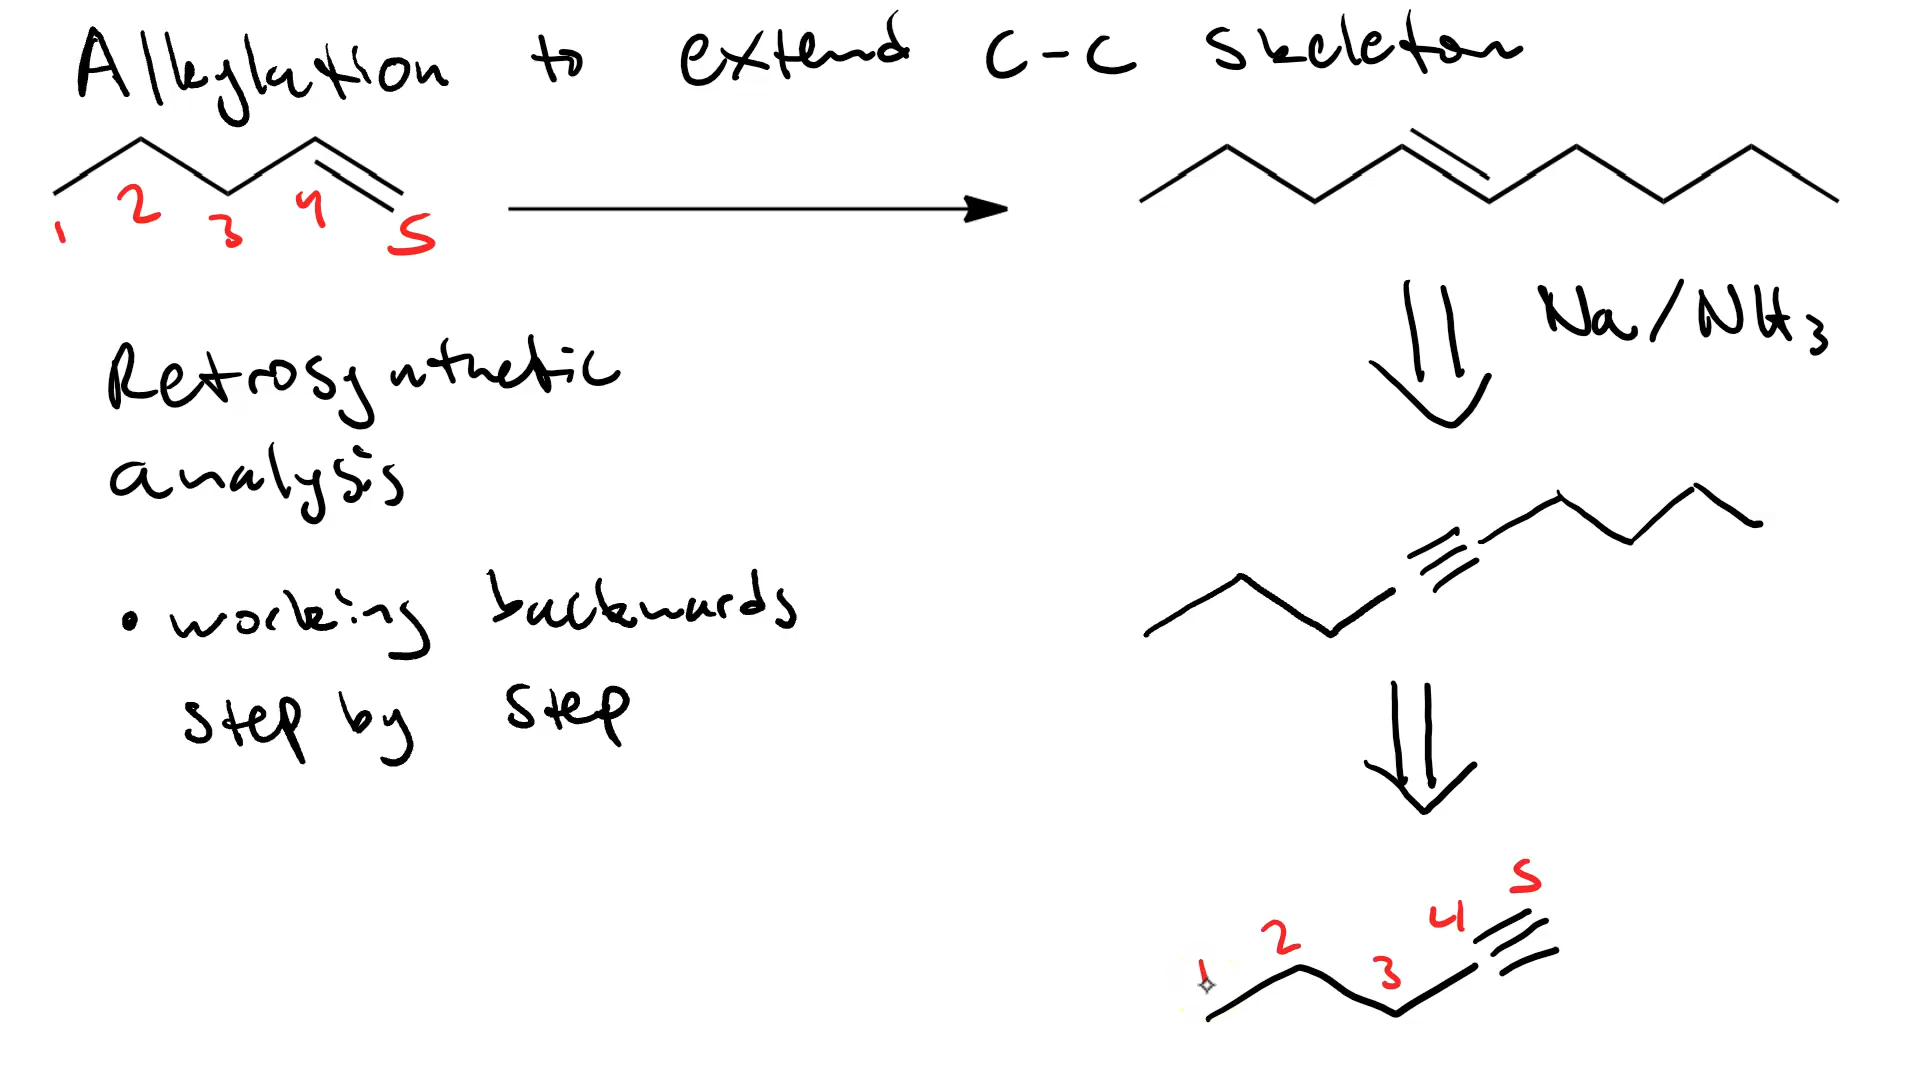 Alkylation to extend C-C skeleton
1 2 3 4 5
Na/NH3
Retrosynthetic
analysis
• working backwards
step by step
1 2 3 4 5